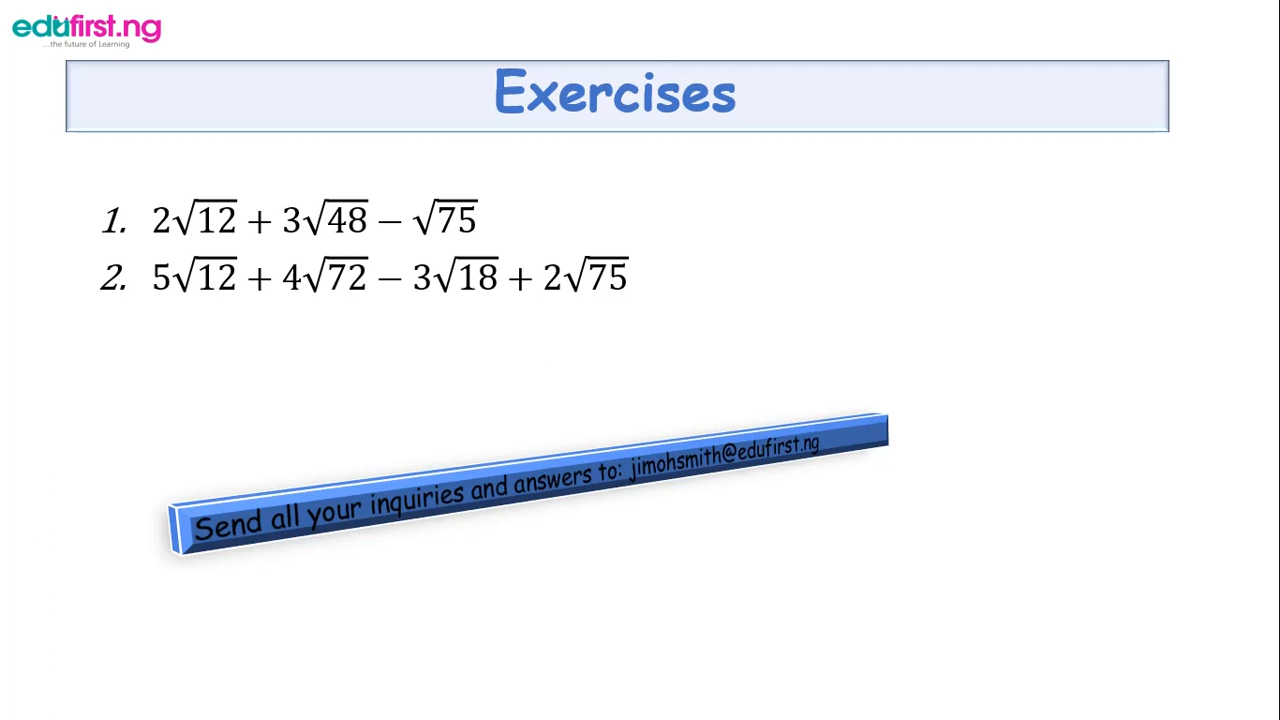 edufirst.ng
...the future of Learning
Exercises
1. 2√12 + 3√48 − √75
2. 5√12 + 4√72 − 3√18 + 2√75
Send all your inquiries and answers to: jimohsmith@edufirst.ng